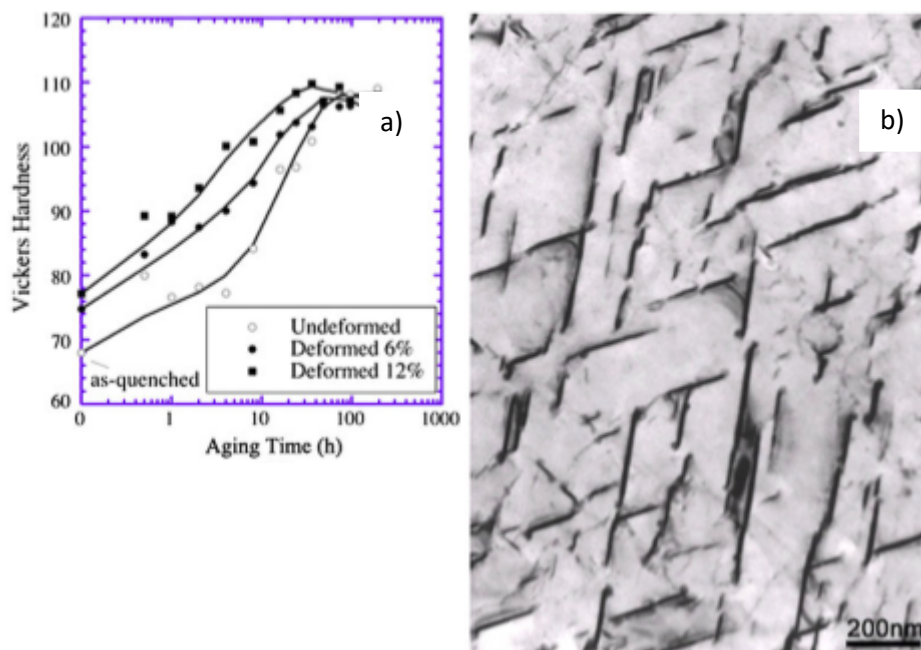 120
110
100
90
80
70
60
Vickers Hardness
Undeformed
Deformed 6%
Deformed 12%
as-quenched
0 1 10 100 1000
Aging Time (h)
a)
b)
200nm